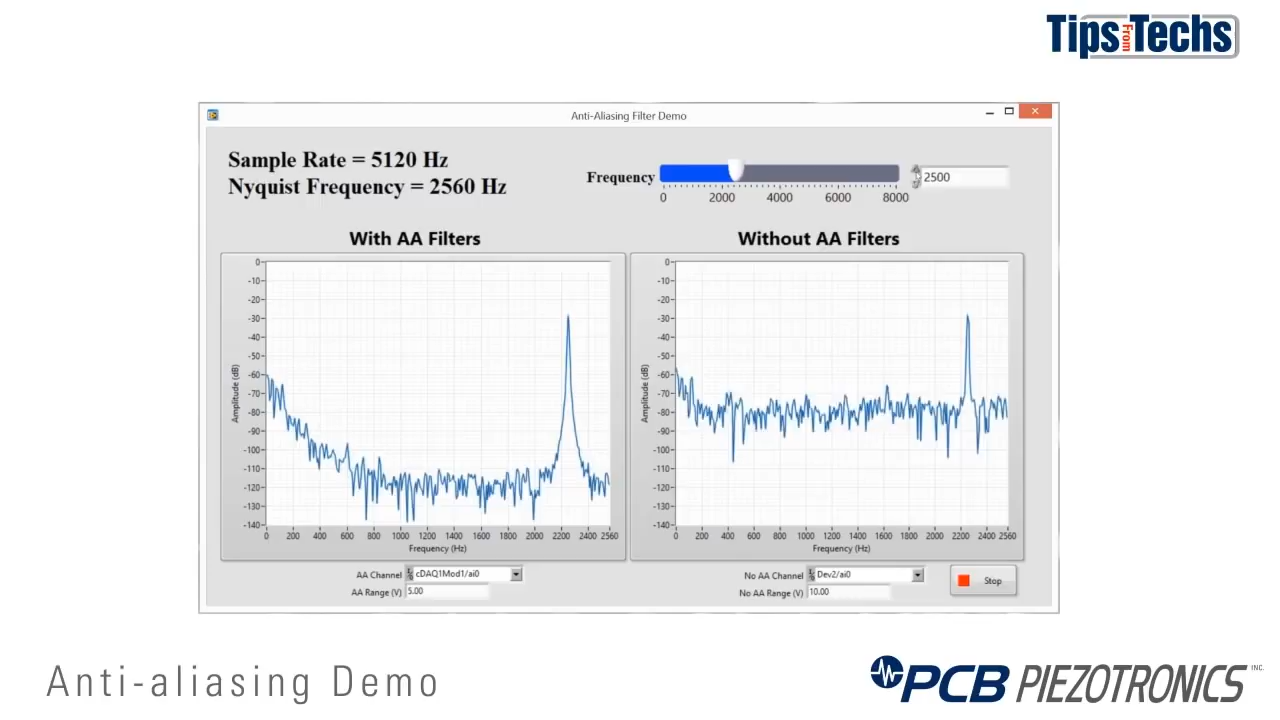 Tips From Techs
Anti-Aliasing Filter Demo
Sample Rate = 5120 Hz
Nyquist Frequency = 2560 Hz
Frequency
2500
0 2000 4000 6000 8000
With AA Filters
Without AA Filters
Amplitude (dB)
0
-10
-20
-30
-40
-50
-60
-70
-80
-90
-100
-110
-120
-130
-140
0 200 400 600 800 1000 1200 1400 1600 1800 2000 2200 2400 2560
Frequency (Hz)
Amplitude (dB)
0
-10
-20
-30
-40
-50
-60
-70
-80
-90
-100
-110
-120
-130
-140
0 200 400 600 800 1000 1200 1400 1600 1800 2000 2200 2400 2560
Frequency (Hz)
AA Channel cDAQ1Mod1/ai0
AA Range (V) 5.00
No AA Channel Dev2/ai0
No AA Range (V) 10.00
Stop
Anti-aliasing Demo
PCB PIEZOTRONICS INC.